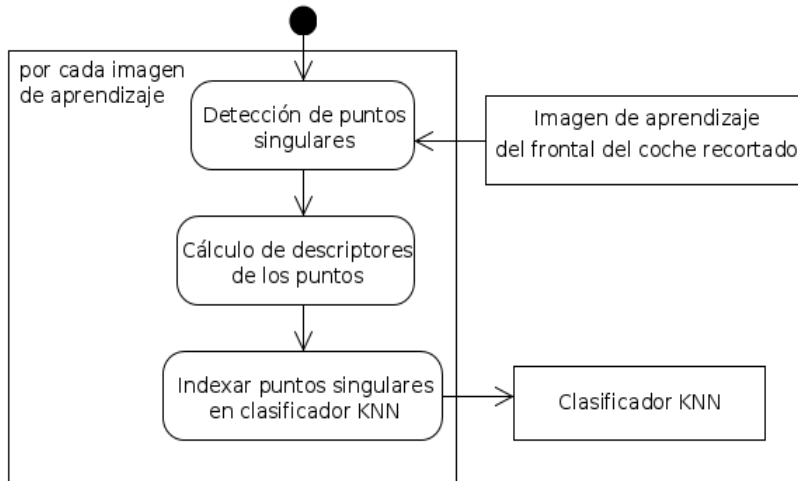 por cada imagen
de aprendizaje
Detección de puntos
singulares
Imagen de aprendizaje
del frontal del coche recortado
Cálculo de descriptores
de los puntos
Indexar puntos singulares
en clasificador KNN
Clasificador KNN